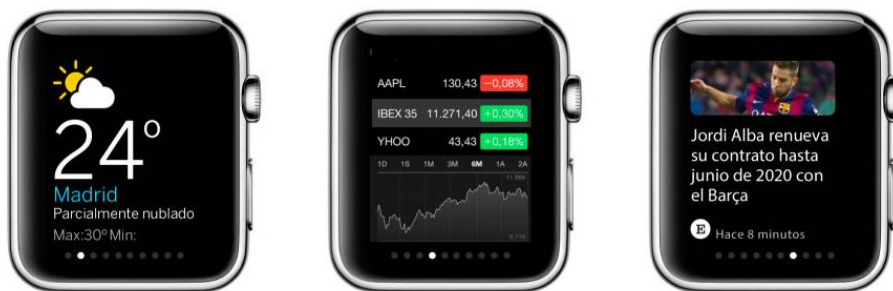 24º
Madrid
Parcialmente nublado
Max:30º Min:
AAPL 130,43 −0,08%
IBEX 35 11.271,40 +0,30%
YHOO 43,43 +0,18%
1D 1S 1M 3M 6M 1A 2A
Jordi Alba renueva
su contrato hasta
junio de 2020 con
el Barça
E Hace 8 minutos